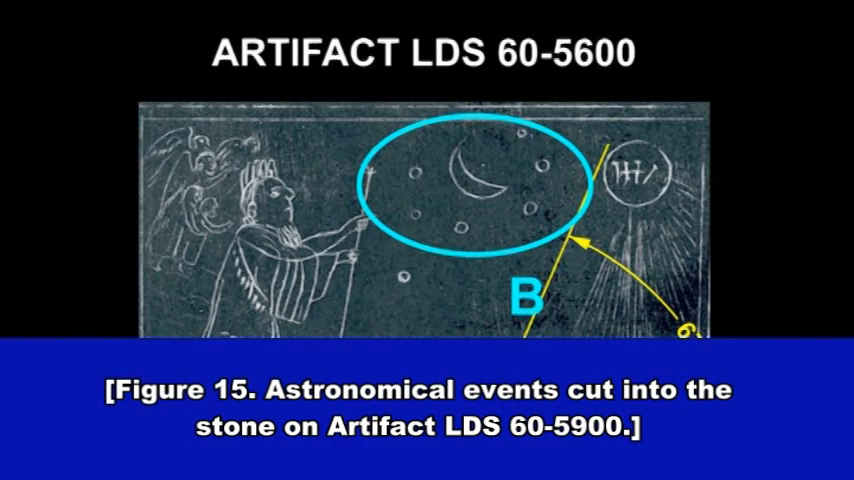 ARTIFACT LDS 60-5600
B
[Figure 15. Astronomical events cut into the
stone on Artifact LDS 60-5900.]